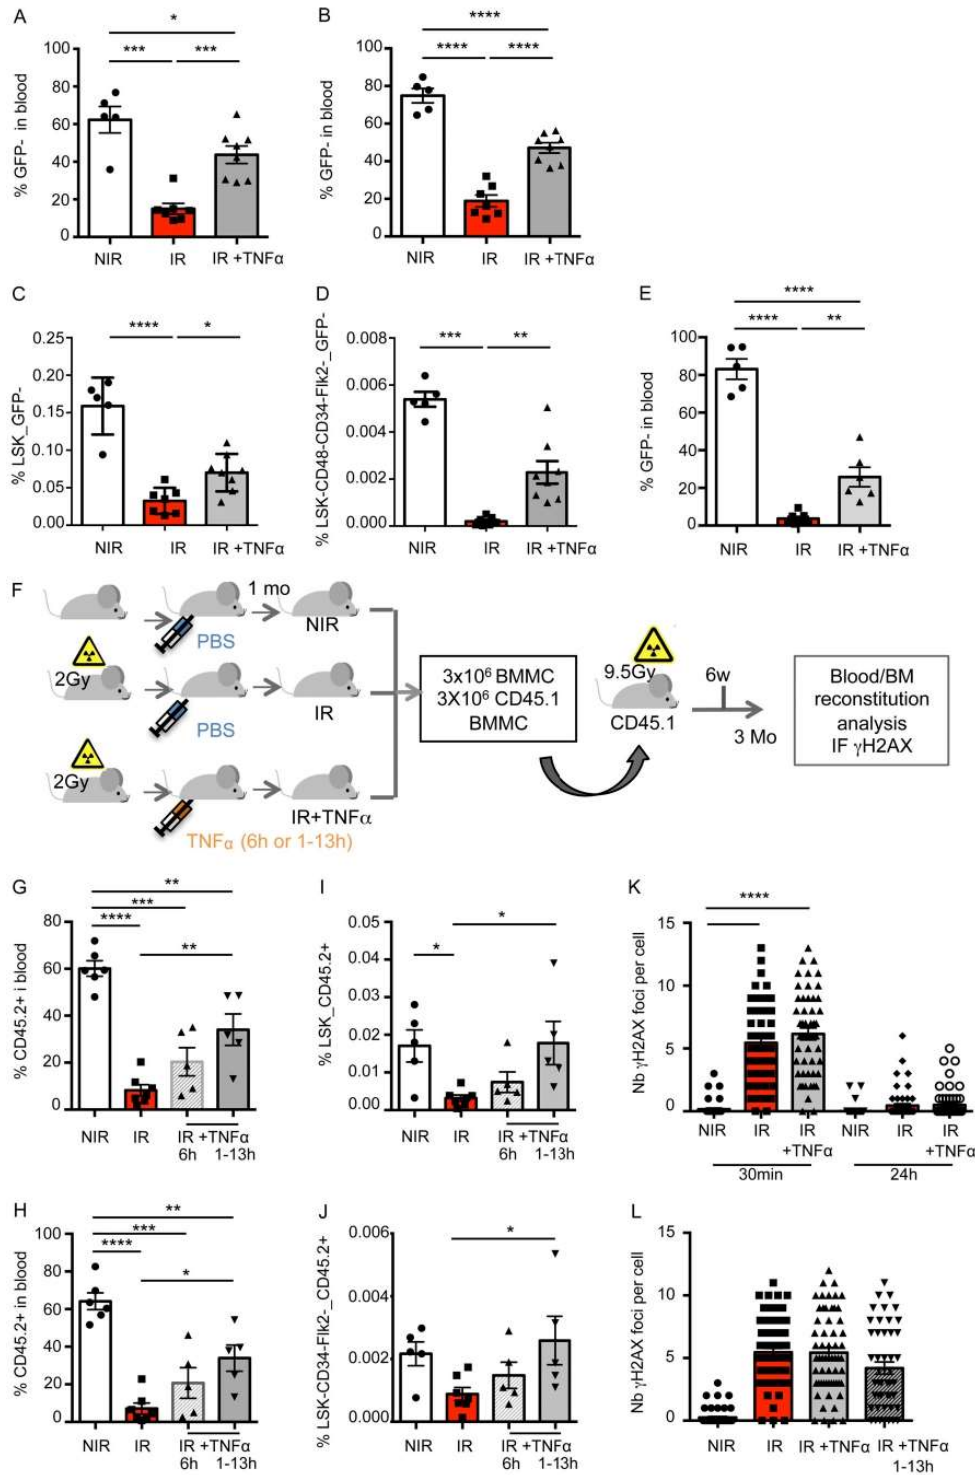 A
*
***
***
% GFP- in blood
100
80
60
40
20
0
NIR
IR
IR +TNFα
B
****
****
****
% GFP- in blood
100
80
60
40
20
0
NIR
IR
IR +TNFα
C
****
*
% LSK_GFP-
0.25
0.20
0.15
0.10
0.05
0.00
NIR
IR
IR +TNFα
D
***
**
% LSK-CD48-CD34-Flk2-_GFP-
0.008
0.006
0.004
0.002
0.000
NIR
IR
IR +TNFα
E
****
****
**
% GFP- in blood
100
80
60
40
20
0
NIR
IR
IR +TNFα
F
1 mo
PBS
NIR
2Gy
PBS
IR
2Gy
IR+TNFα
TNFα (6h or 1-13h)
3x10⁶ BMMC
3X10⁶ CD45.1
BMMC
9.5Gy
CD45.1
6w
3 Mo
Blood/BM
reconstitution
analysis
IF γH2AX
G
**
***
****
**
% CD45.2+ i blood
80
60
40
20
0
NIR
IR
IR +TNFα
6h 1-13h
I
*
*
% LSK_CD45.2+
0.05
0.04
0.03
0.02
0.01
0.00
NIR
IR
IR +TNFα
6h 1-13h
K
****
Nb γH2AX foci per cell
15
10
5
0
NIR
IR
IR
+TNFα
NIR
IR
IR
+TNFα
30min
24h
H
**
***
****
*
% CD45.2+ in blood
100
80
60
40
20
0
NIR
IR
IR +TNFα
6h 1-13h
J
*
% LSK-CD34-Flk2-_CD45.2+
0.006
0.004
0.002
0.000
NIR
IR
IR +TNFα
6h 1-13h
L
Nb γH2AX foci per cell
15
10
5
0
NIR
IR
IR +TNFα
IR +TNFα
1-13h